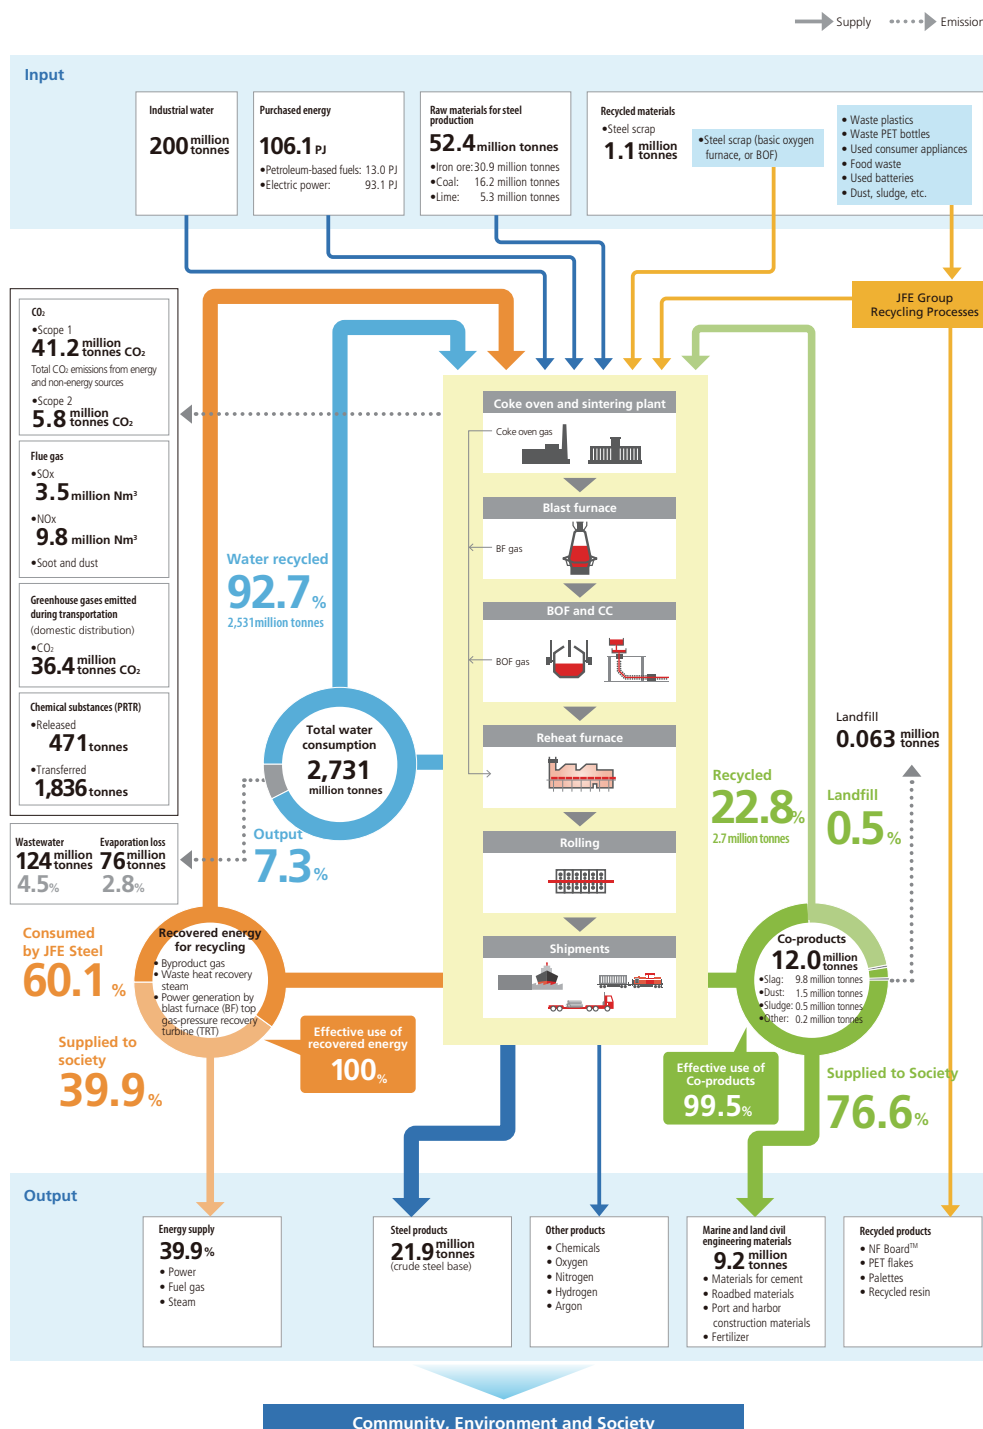 Supply
Emission
Input
Industrial water
200 million tonnes
Purchased energy
106.1 PJ
•Petroleum-based fuels: 13.0 PJ
•Electric power: 93.1 PJ
Raw materials for steel
production
52.4 million tonnes
•Iron ore: 30.9 million tonnes
•Coal: 16.2 million tonnes
•Lime: 5.3 million tonnes
Recycled materials
•Steel scrap
1.1 million tonnes
•Steel scrap (basic oxygen
furnace, or BOF)
• Waste plastics
• Waste PET bottles
• Used consumer appliances
• Food waste
• Used batteries
• Dust, sludge, etc.
JFE Group
Recycling Processes
CO₂
•Scope 1
41.2 million tonnes CO₂
Total CO₂ emissions from energy
and non-energy sources
•Scope 2
5.8 million tonnes CO₂
Flue gas
•SOx
3.5 million Nm³
•NOx
9.8 million Nm³
•Soot and dust
Greenhouse gases emitted
during transportation
(domestic distribution)
•CO₂
36.4 million tonnes CO₂
Chemical substances (PRTR)
•Released
471 tonnes
•Transferred
1,836 tonnes
Wastewater
124 million tonnes
4.5%
Evaporation loss
76 million tonnes
2.8%
Water recycled
92.7%
2,531 million tonnes
Total water
consumption
2,731
million tonnes
Output
7.3%
Coke oven and sintering plant
Coke oven gas
Blast furnace
BF gas
BOF and CC
BOF gas
Reheat furnace
Rolling
Shipments
Landfill
0.063 million tonnes
Recycled
22.8%
2.7 million tonnes
Landfill
0.5%
Consumed
by JFE Steel
60.1%
Recovered energy
for recycling
• Byproduct gas
• Waste heat recovery
steam
• Power generation by
blast furnace (BF) top
gas-pressure recovery
turbine (TRT)
Supplied to
society
39.9%
Effective use of
recovered energy
100%
Co-products
12.0 million tonnes
•Slag: 9.8 million tonnes
•Dust: 1.5 million tonnes
•Sludge: 0.5 million tonnes
•Other: 0.2 million tonnes
Effective use of
Co-products
99.5%
Supplied to Society
76.6%
Output
Energy supply
39.9%
• Power
• Fuel gas
• Steam
Steel products
21.9 million tonnes
(crude steel base)
Other products
• Chemicals
• Oxygen
• Nitrogen
• Hydrogen
• Argon
Marine and land civil
engineering materials
9.2 million tonnes
• Materials for cement
• Roadbed materials
• Port and harbor
construction materials
• Fertilizer
Recycled products
• NF Board™
• PET flakes
• Palettes
• Recycled resin
Community, Environment and Society